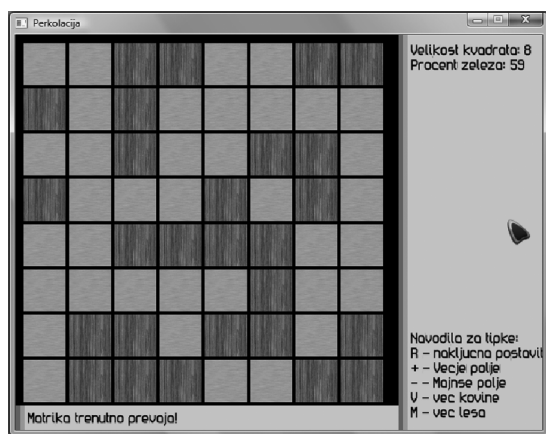 Perkolacija
Velikost kvadrata: 8
Procent zeleza: 59
Navodila za tipke:
R - nakljucna postavit
+ - Vecje polje
- - Majnse polje
V - vec kovine
M - vec lesa
Matrika trenutno prevaja!